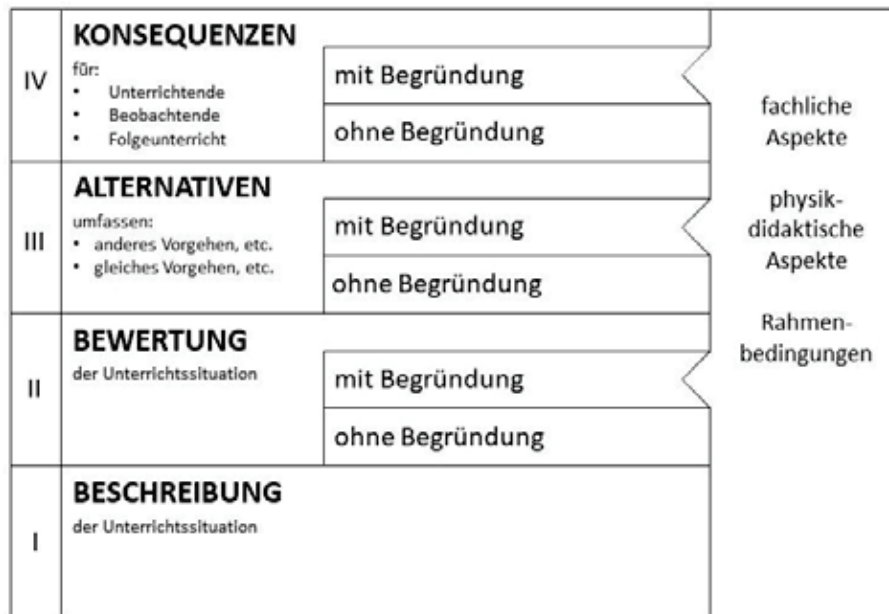 IV
KONSEQUENZEN
für:
• Unterrichtende
• Beobachtende
• Folgeunterricht
mit Begründung
ohne Begründung
III
ALTERNATIVEN
umfassen:
• anderes Vorgehen, etc.
• gleiches Vorgehen, etc.
mit Begründung
ohne Begründung
II
BEWERTUNG
der Unterrichtssituation
mit Begründung
ohne Begründung
I
BESCHREIBUNG
der Unterrichtssituation
fachliche
Aspekte
physik-
didaktische
Aspekte
Rahmen-
bedingungen